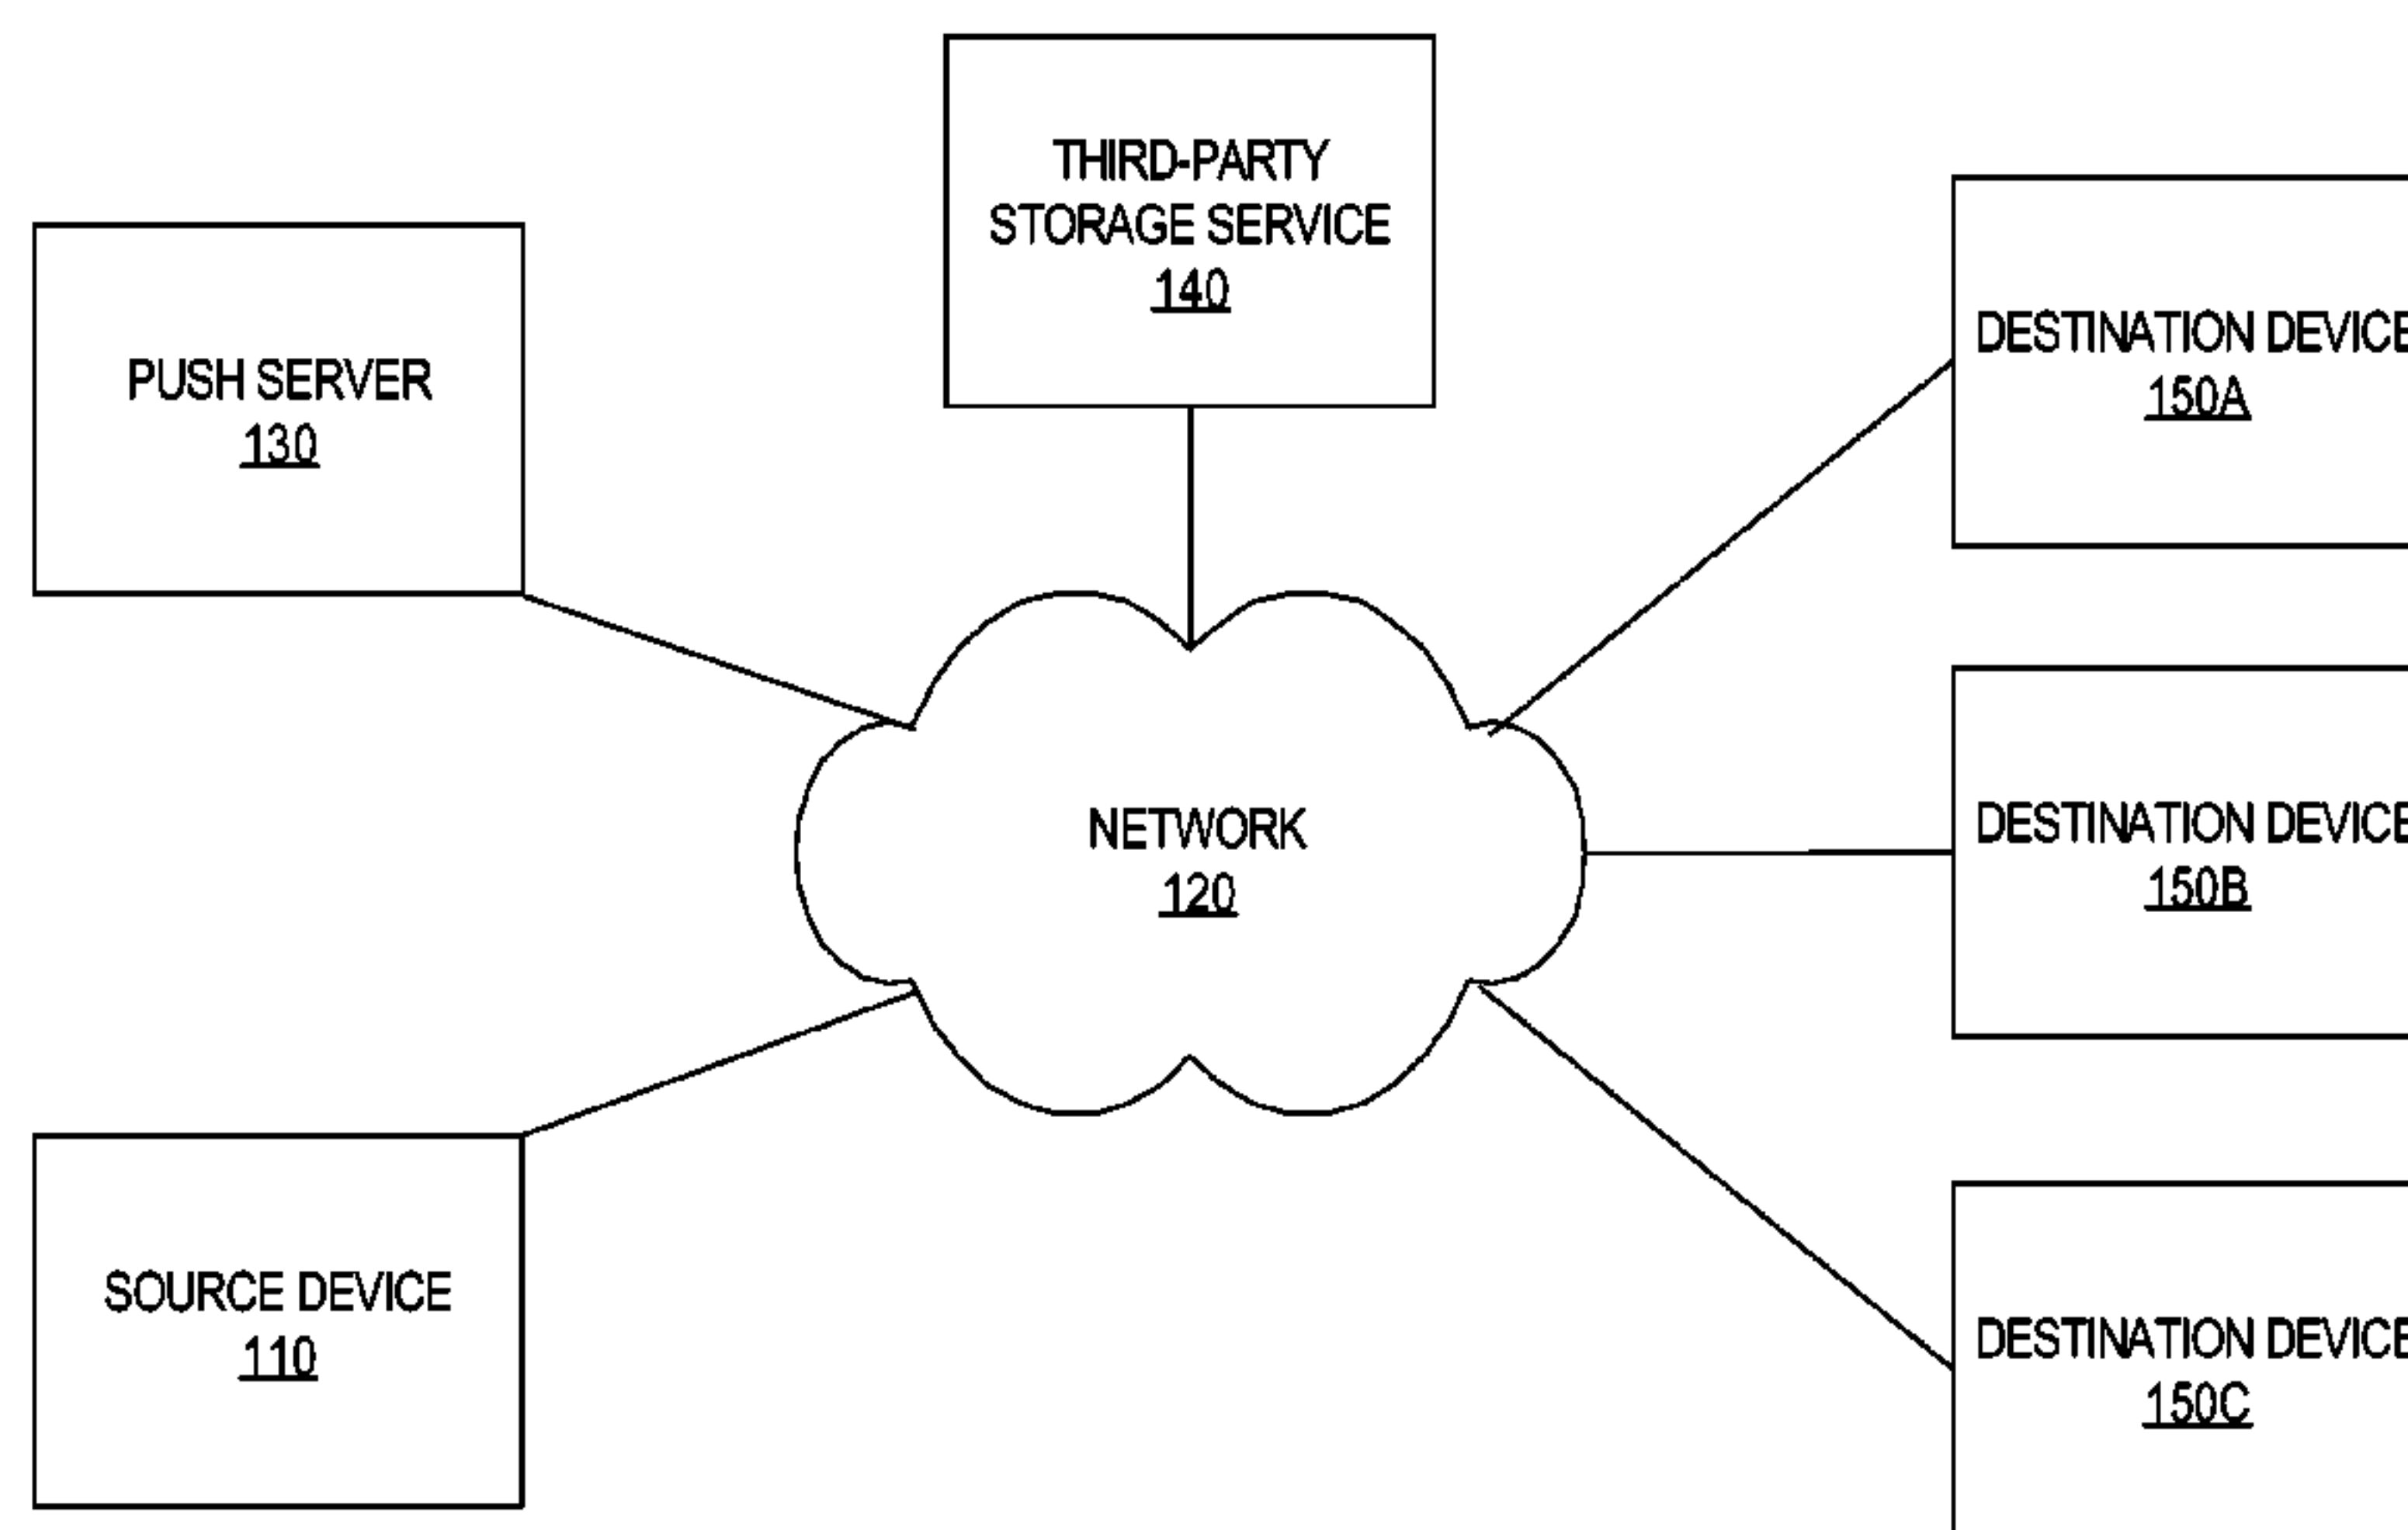 THIRD-PARTY
STORAGE SERVICE
140
PUSH SERVER
130
DESTINATION DEVICE
150A
NETWORK
120
DESTINATION DEVICE
150B
SOURCE DEVICE
110
DESTINATION DEVICE
150C